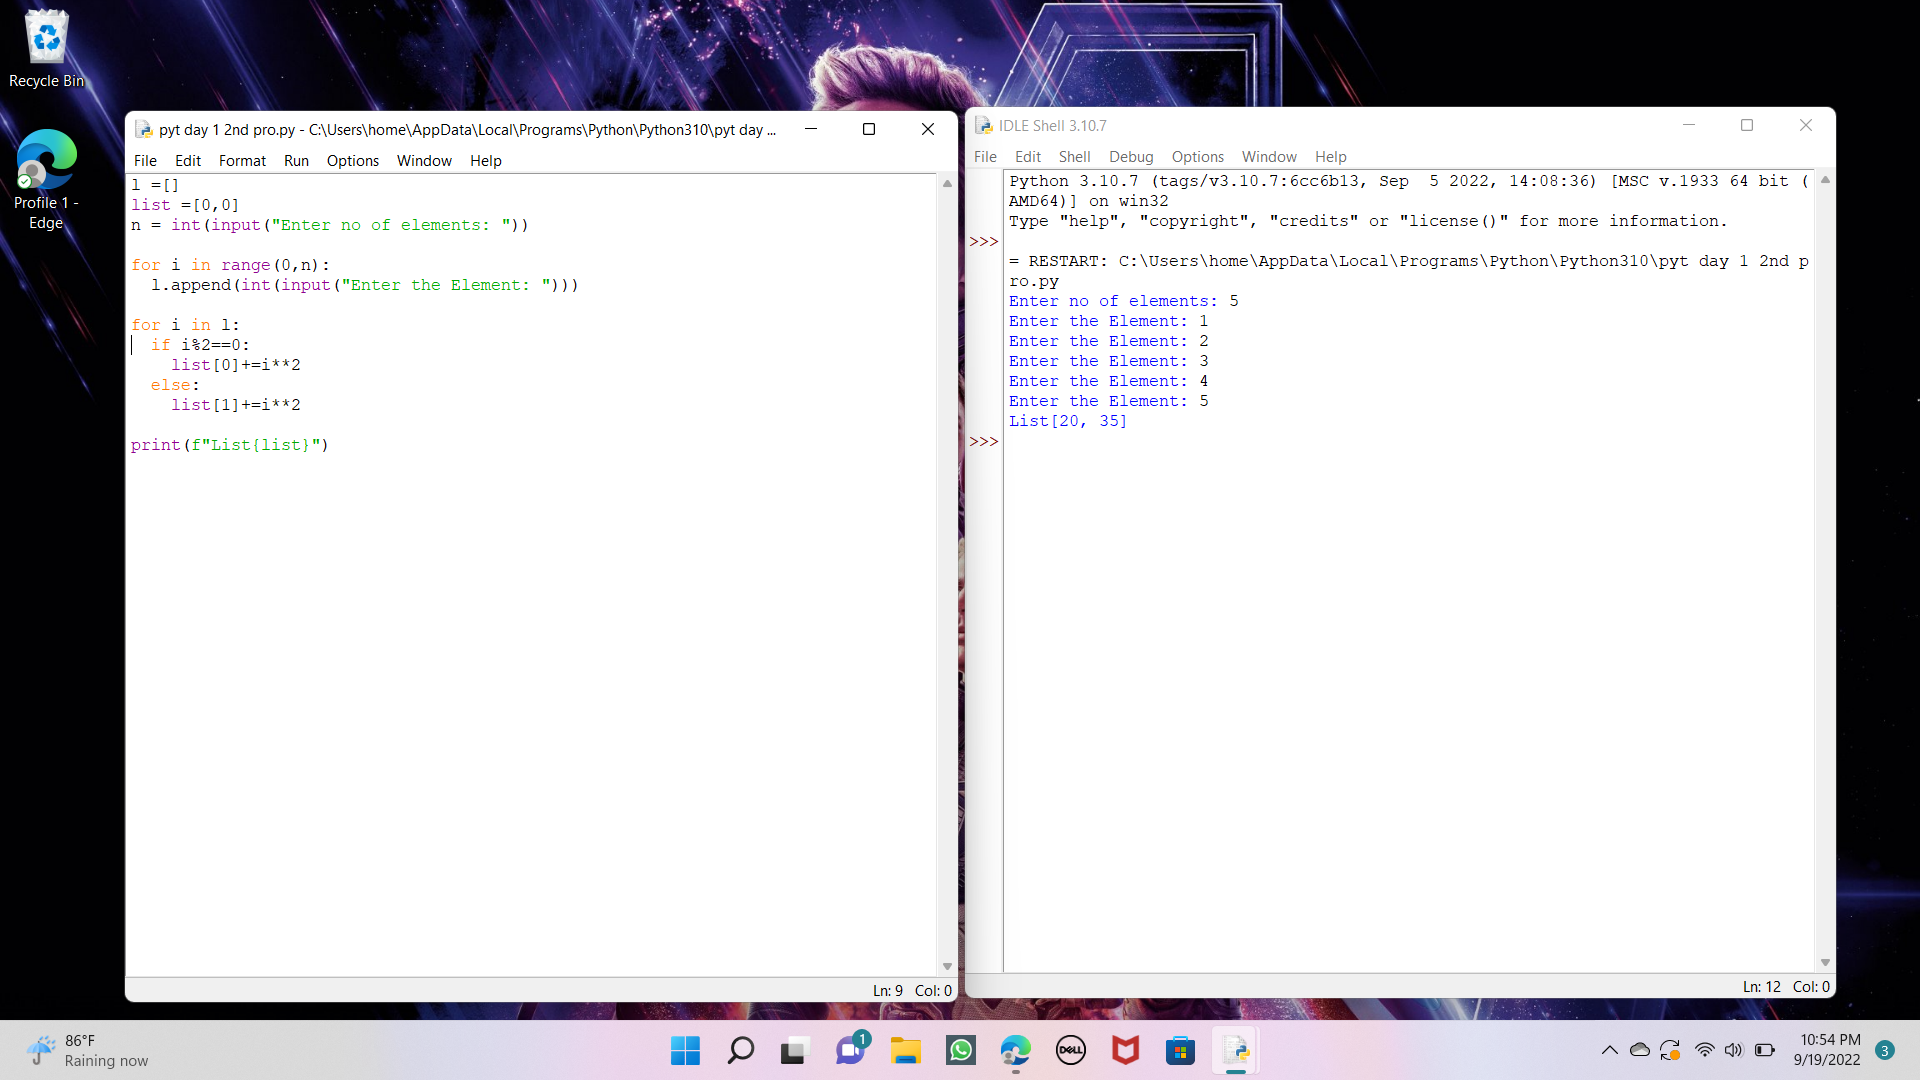 Recycle Bin
Profile 1 -
Edge
pyt day 1 2nd pro.py - C:\Users\home\AppData\Local\Programs\Python\Python310\pyt day ...
File Edit Format Run Options Window Help
l =[]
list =[0,0]
n = int(input("Enter no of elements: "))
for i in range(0,n):
  l.append(int(input("Enter the Element: ")))
for i in l:
  if i%2==0:
    list[0]+=i**2
  else:
    list[1]+=i**2
print(f"List{list}")
Ln: 9 Col: 0
IDLE Shell 3.10.7
File Edit Shell Debug Options Window Help
Python 3.10.7 (tags/v3.10.7:6cc6b13, Sep  5 2022, 14:08:36) [MSC v.1933 64 bit (
AMD64)] on win32
Type "help", "copyright", "credits" or "license()" for more information.
>>>
= RESTART: C:\Users\home\AppData\Local\Programs\Python\Python310\pyt day 1 2nd p
ro.py
Enter no of elements: 5
Enter the Element: 1
Enter the Element: 2
Enter the Element: 3
Enter the Element: 4
Enter the Element: 5
List[20, 35]
>>>
Ln: 12 Col: 0
86°F
Raining now
1
DELL
10:54 PM
9/19/2022
3